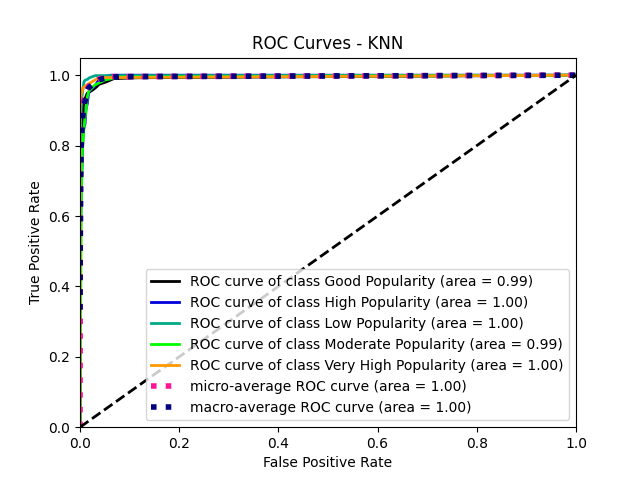 ROC Curves - KNN
True Positive Rate
1.0
0.8
0.6
0.4
0.2
0.0
ROC curve of class Good Popularity (area = 0.99)
ROC curve of class High Popularity (area = 1.00)
ROC curve of class Low Popularity (area = 1.00)
ROC curve of class Moderate Popularity (area = 0.99)
ROC curve of class Very High Popularity (area = 1.00)
micro-average ROC curve (area = 1.00)
macro-average ROC curve (area = 1.00)
0.0 0.2 0.4 0.6 0.8 1.0
False Positive Rate